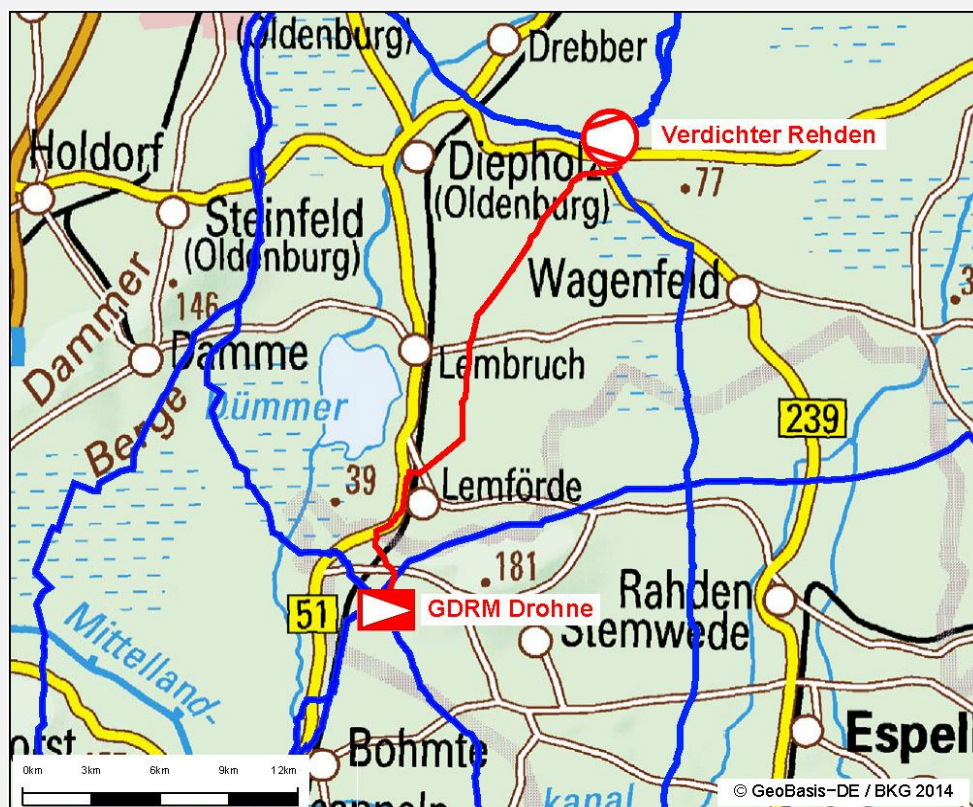 (Oldenburg)
Drebber
Verdichter Rehden
Holdorf
Diepholz
(Oldenburg)
77
Steinfeld
(Oldenburg)
Wagenfeld
146
Dammer
Berge
Damme
Lembruch
Dümmer
239
39
Lemförde
181
Rahden
51
GDRM Drohne
Stemwede
Mittelland-
kanal
Bohmte
0km 3km 6km 9km 12km
© GeoBasis-DE / BKG 2014